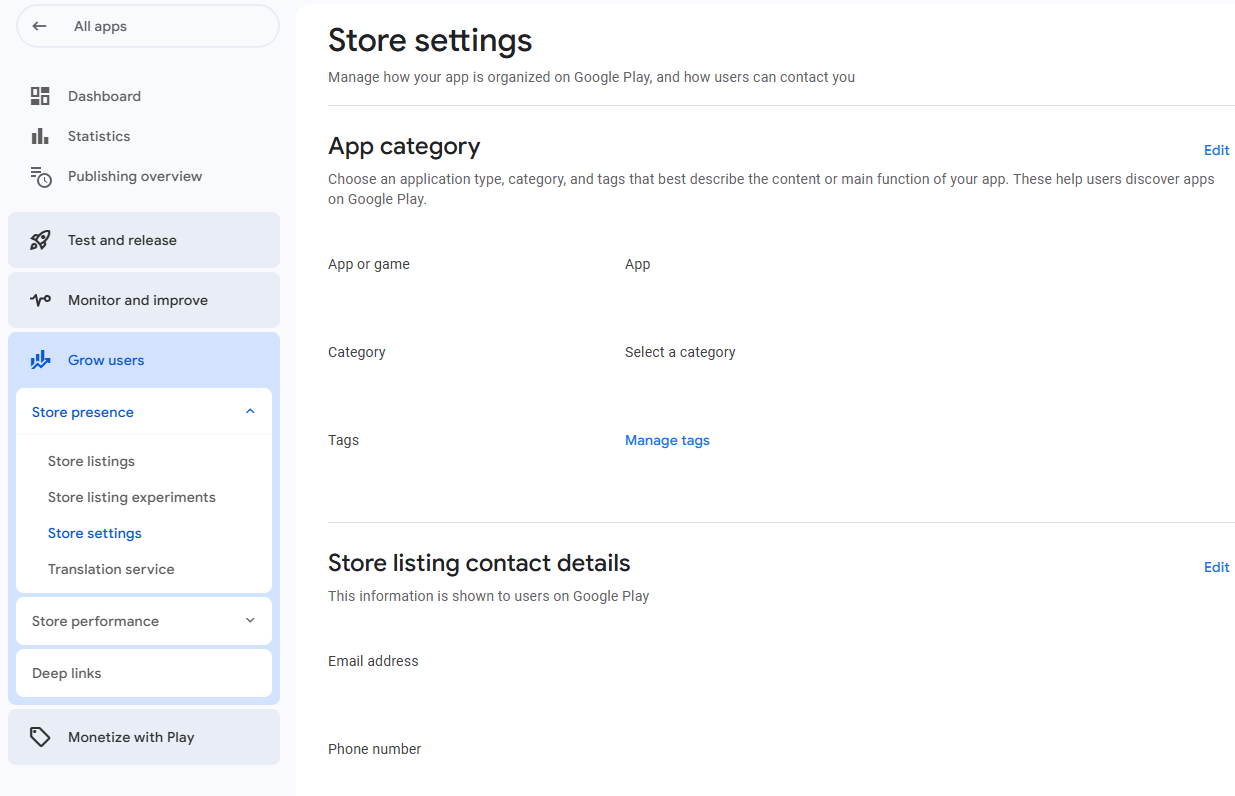 All apps
Dashboard
Statistics
Publishing overview
Test and release
Monitor and improve
Grow users
Store presence
Store listings
Store listing experiments
Store settings
Translation service
Store performance
Deep links
Monetize with Play
Store settings
Manage how your app is organized on Google Play, and how users can contact you
App category
Edit
Choose an application type, category, and tags that best describe the content or main function of your app. These help users discover apps
on Google Play.
App or game
App
Category
Select a category
Tags
Manage tags
Store listing contact details
Edit
This information is shown to users on Google Play
Email address
Phone number